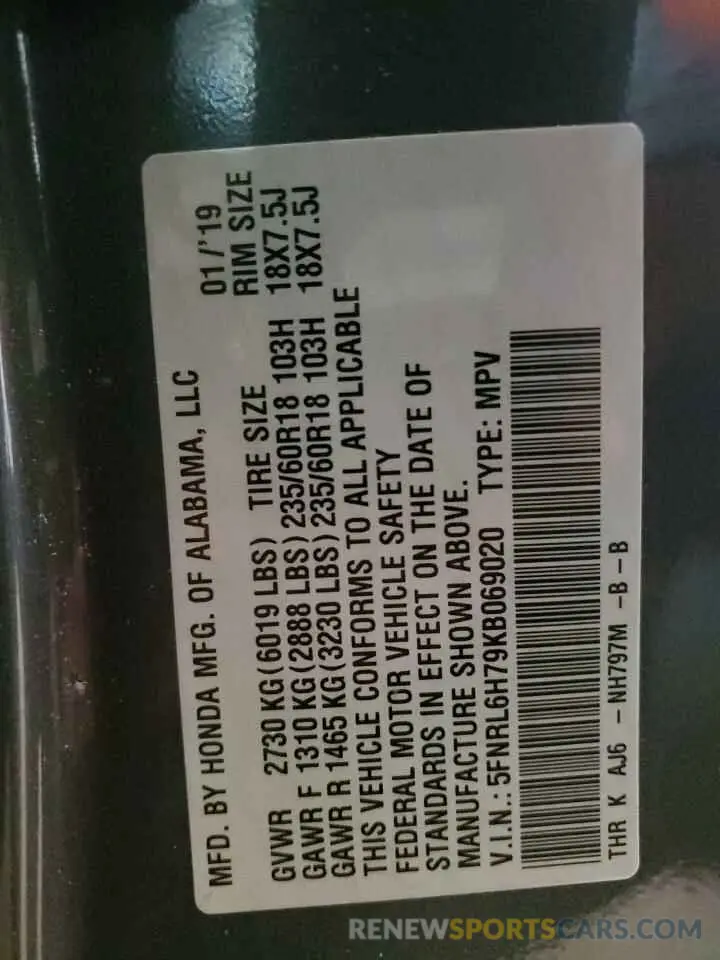 MFD. BY HONDA MFG. OF ALABAMA, LLC 01/'19
GVWR 2730 KG(6019 LBS) TIRE SIZE RIM SIZE
GAWR F 1310 KG(2888 LBS) 235/60R18 103H 18X7.5J
GAWR R 1465 KG(3230 LBS) 235/60R18 103H 18X7.5J
THIS VEHICLE CONFORMS TO ALL APPLICABLE
FEDERAL MOTOR VEHICLE SAFETY
STANDARDS IN EFFECT ON THE DATE OF
MANUFACTURE SHOWN ABOVE.
V.I.N.: 5FNRL6H79KB069020 TYPE: MPV
THR K AJ6 - NH797M -B-B
RENEWSPORTSCARS.COM